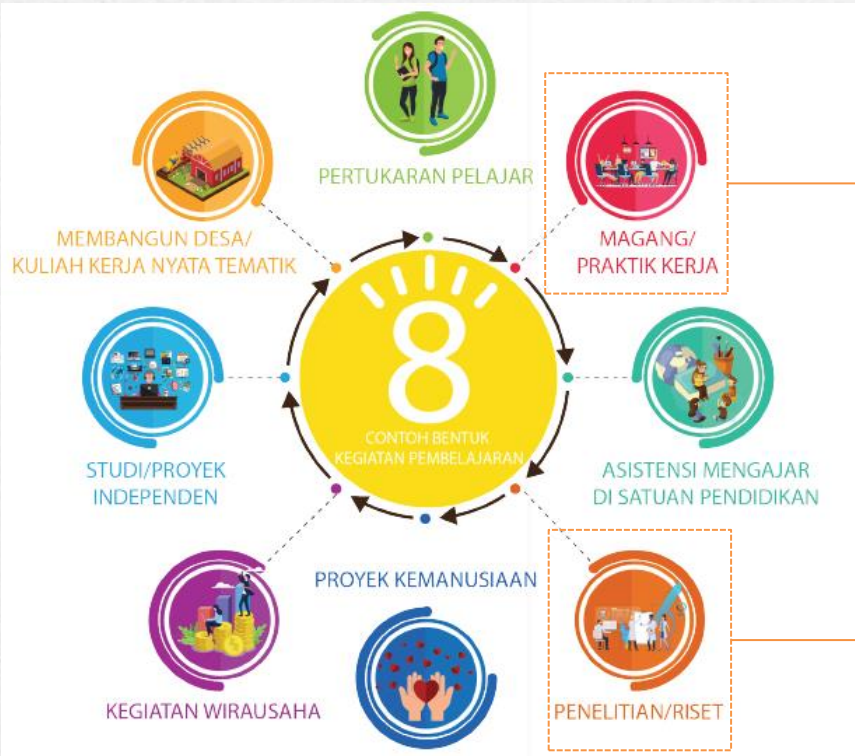 PERTUKARAN PELAJAR
MAGANG/
PRAKTIK KERJA
ASISTENSI MENGAJAR
DI SATUAN PENDIDIKAN
PENELITIAN/RISET
PROYEK KEMANUSIAAN
KEGIATAN WIRAUSAHA
STUDI/PROYEK
INDEPENDEN
MEMBANGUN DESA/
KULIAH KERJA NYATA TEMATIK
8
CONTOH BENTUK
KEGIATAN PEMBELAJARAN